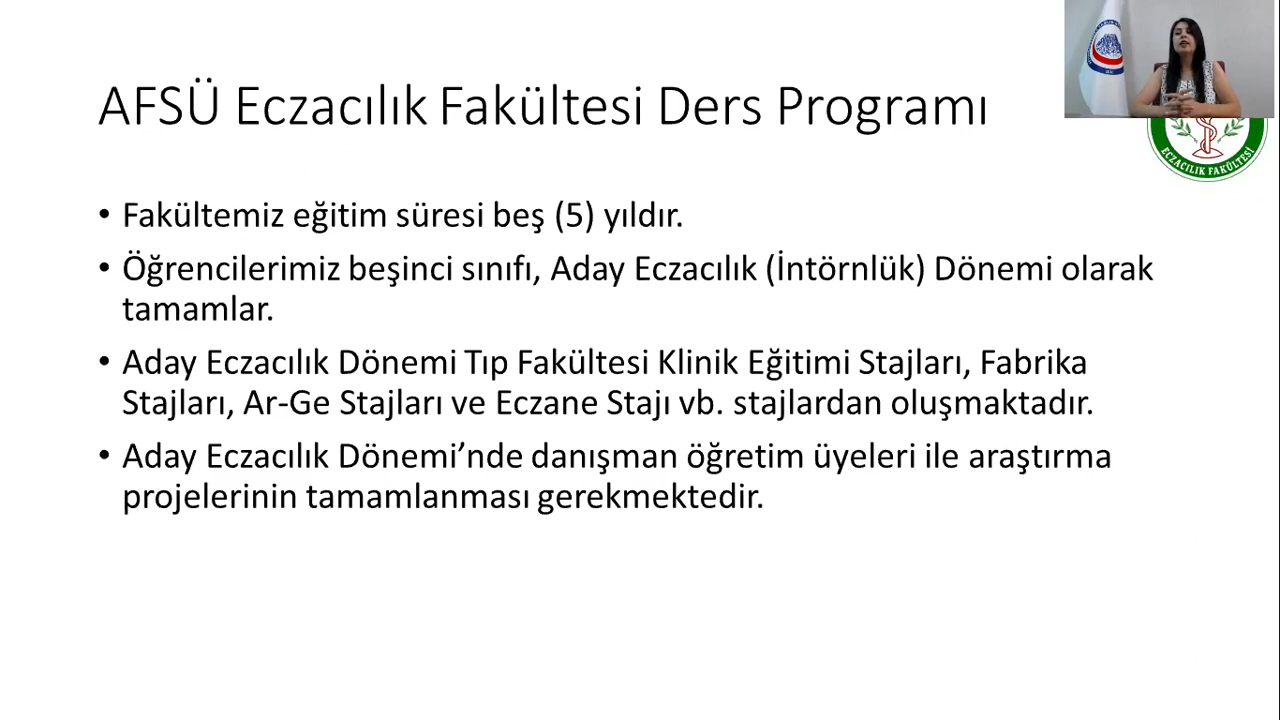 AFSÜ Eczacılık Fakültesi Ders Programı
• Fakültemiz eğitim süresi beş (5) yıldır.
• Öğrencilerimiz beşinci sınıfı, Aday Eczacılık (İntörnlük) Dönemi olarak
tamamlar.
• Aday Eczacılık Dönemi Tıp Fakültesi Klinik Eğitimi Stajları, Fabrika
Stajları, Ar-Ge Stajları ve Eczane Stajı vb. stajlardan oluşmaktadır.
• Aday Eczacılık Dönemi’nde danışman öğretim üyeleri ile araştırma
projelerinin tamamlanması gerekmektedir.
ECZACILIK FAKÜLTESİ